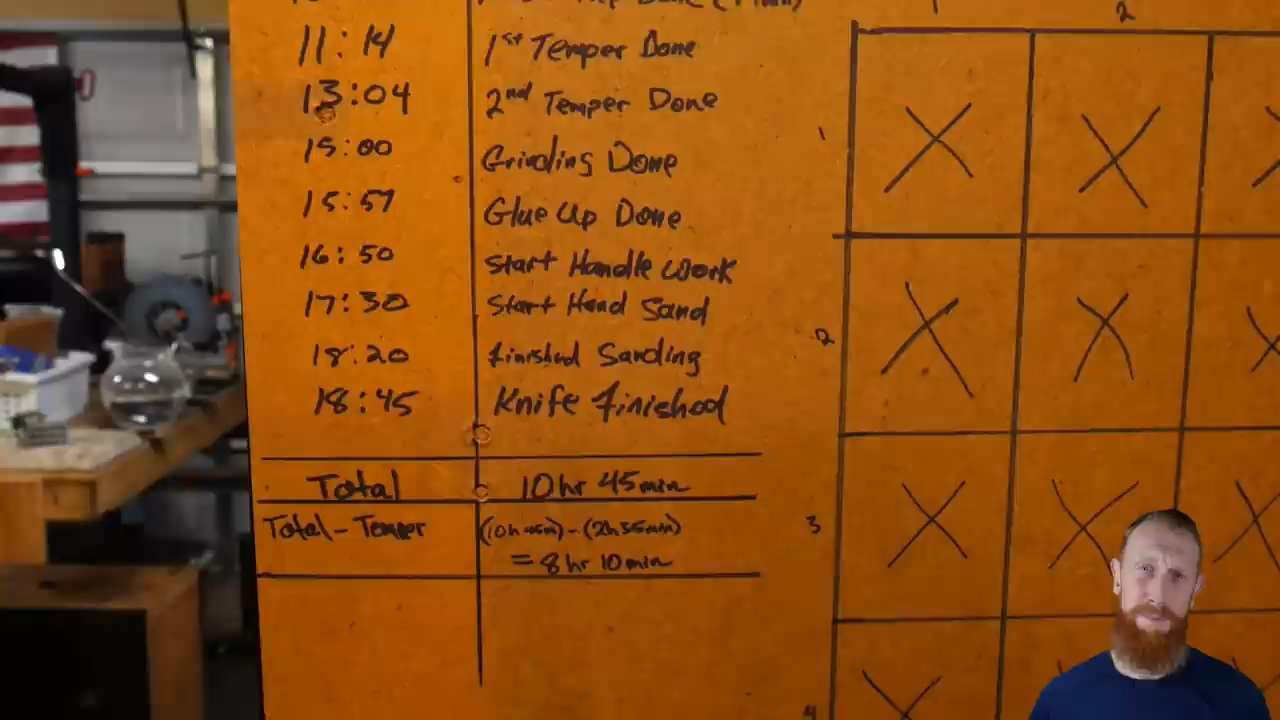 11:14 1st Temper Done
13:04 2nd Temper Done
15:00 Grinding Done
15:57 Glue Up Done
16:50 Start Handle Work
17:30 Start Hand Sand
18:20 finished Sanding
18:45 Knife finished
Total 10hr 45min
Total - Temper (10h 45m) - (2h 35min)
= 8hr 10min
1 2
1
2
3
4